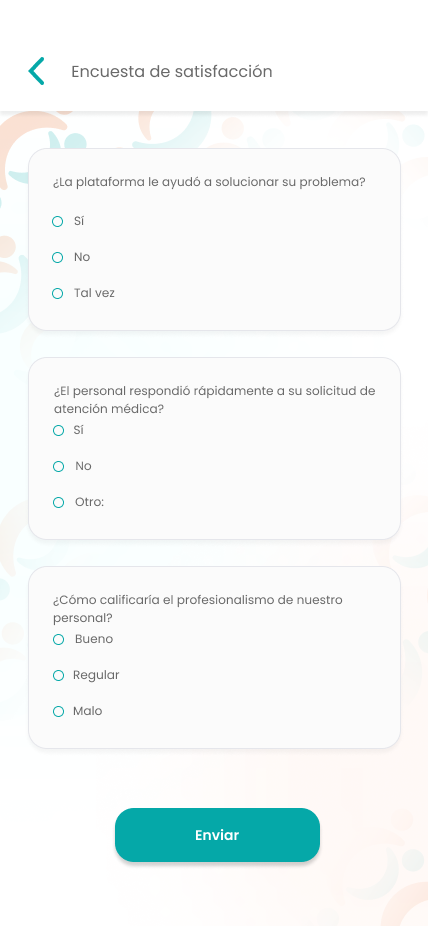 Encuesta de satisfacción
¿La plataforma le ayudó a solucionar su problema?
Sí
No
Tal vez
¿El personal respondió rápidamente a su solicitud de
atención médica?
Sí
No
Otro:
¿Cómo calificaría el profesionalismo de nuestro
personal?
Bueno
Regular
Malo
Enviar